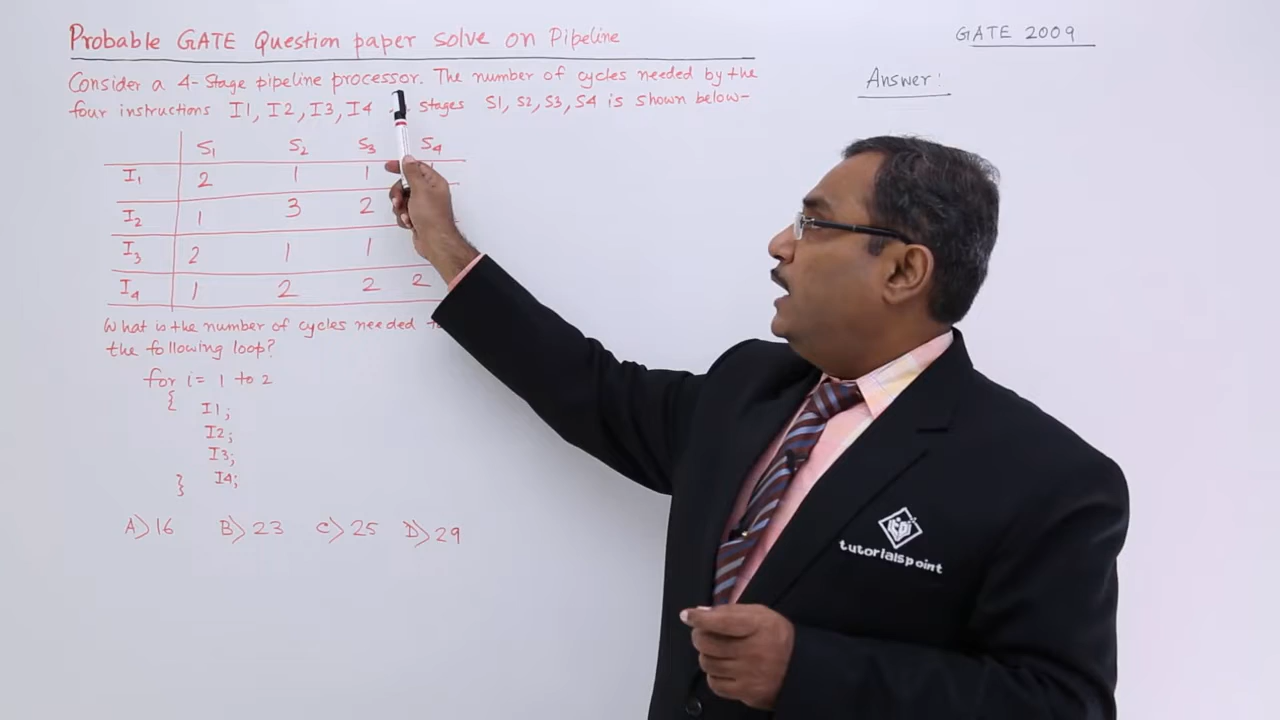 Probable GATE Question paper solve on Pipeline
GATE 2009
Consider a 4-Stage pipeline processor. The number of cycles needed by the
four instructions I1, I2, I3, I4 stages S1, S2, S3, S4 is shown below-
Answer:
S1 S2 S3 S4
I1 2 1 1
I2 1 3 2
I3 2 1 1
I4 1 2 2 2
What is the number of cycles needed
the following loop?
for i= 1 to 2
{
I1;
I2;
I3;
} I4;
A) 16 B) 23 C) 25 D) 29
tutorialspoint